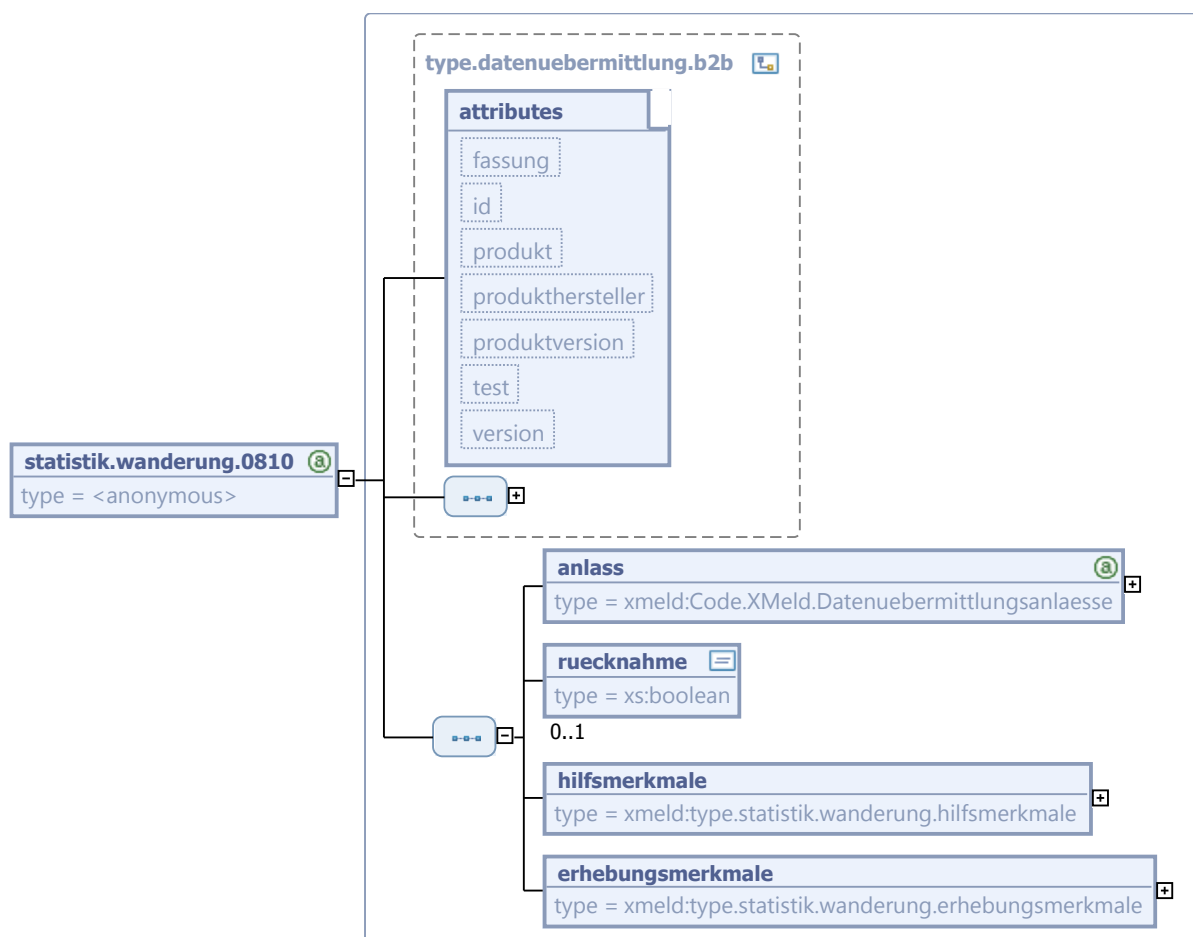 type.datenuebermittlung.b2b
attributes
fassung
id
produkt
produkthersteller
produktversion
test
version
statistik.wanderung.0810
type = <anonymous>
anlass
type = xmeld:Code.XMeld.Datenuebermittlungsanlaesse
ruecknahme
type = xs:boolean
0..1
hilfsmerkmale
type = xmeld:type.statistik.wanderung.hilfsmerkmale
erhebungsmerkmale
type = xmeld:type.statistik.wanderung.erhebungsmerkmale